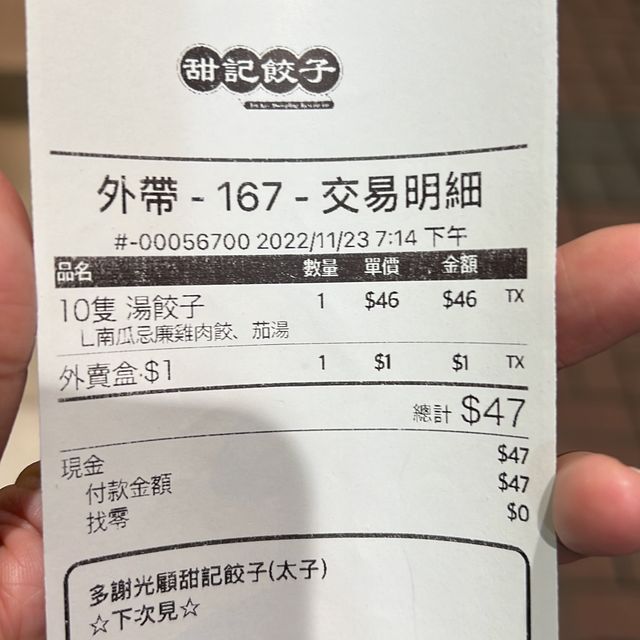 甜記餃子
外帶 - 167 - 交易明細
#-00056700 2022/11/23 7:14 下午
品名 數量 單價 金額
10隻 湯餃子 1 $46 $46 TX
L南瓜忌廉雞肉餃、茄湯
外賣盒·$1 1 $1 $1 TX
總計 $47
現金 $47
付款金額 $47
找零 $0
多謝光顧甜記餃子(太子)
☆下次見☆